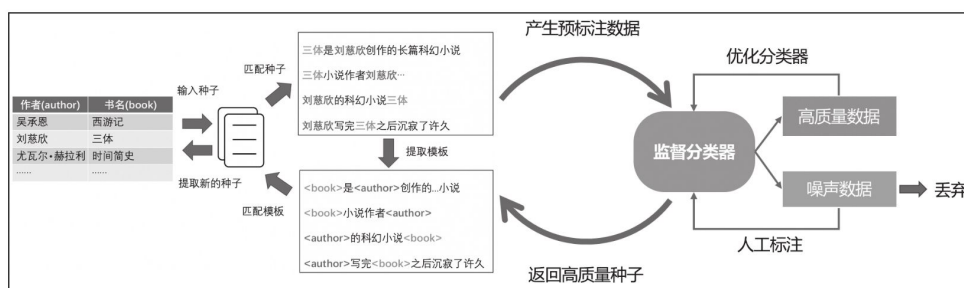 产生预标注数据
优化分类器
匹配种子
输入种子
作者(author) 书名(book)
吴承恩 西游记
刘慈欣 三体
尤瓦尔·赫拉利 时间简史
...... ......
提取新的种子
匹配模板
三体是刘慈欣创作的长篇科幻小说
三体小说作者刘慈欣…
刘慈欣的科幻小说三体
刘慈欣写完三体之后沉寂了许久
提取模板
<book>是<author>创作的...小说
<book>小说作者<author>
<author>的科幻小说<book>
<author>写完<book>之后沉寂了许久
监督分类器
高质量数据
噪声数据
丢弃
人工标注
返回高质量种子